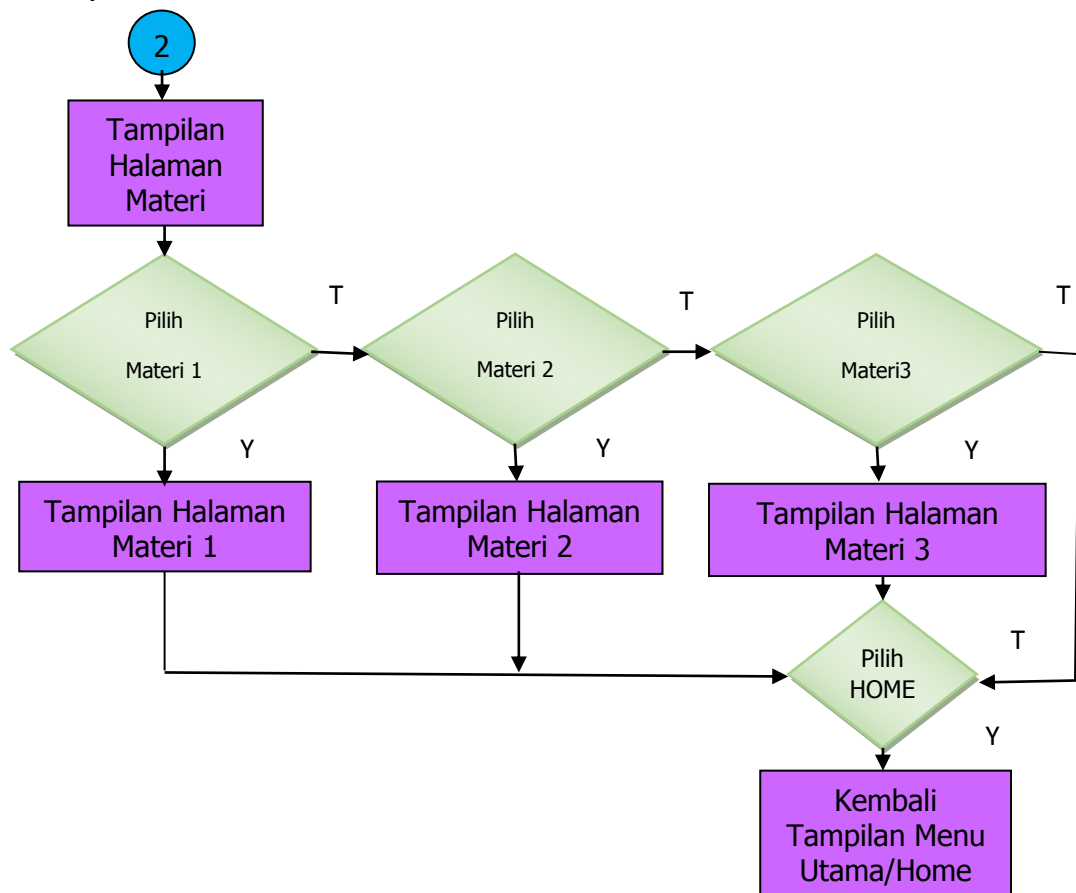 2
Tampilan
Halaman
Materi
Pilih
Materi 1
T
Pilih
Materi 2
T
Pilih
Materi3
T
Y
Y
Y
Tampilan Halaman
Materi 1
Tampilan Halaman
Materi 2
Tampilan Halaman
Materi 3
Pilih
HOME
T
Y
Kembali
Tampilan Menu
Utama/Home